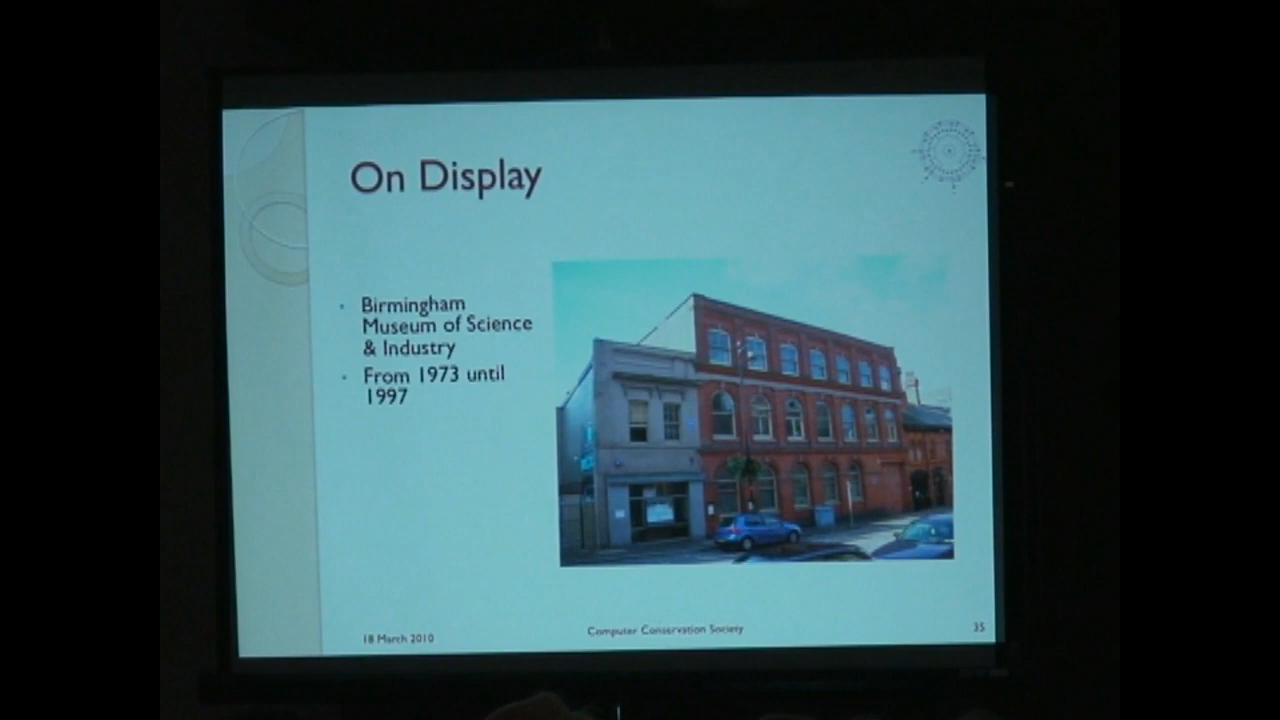 On Display
Birmingham
Museum of Science
& Industry
From 1973 until
1997
18 March 2010
Computer Conservation Society
35